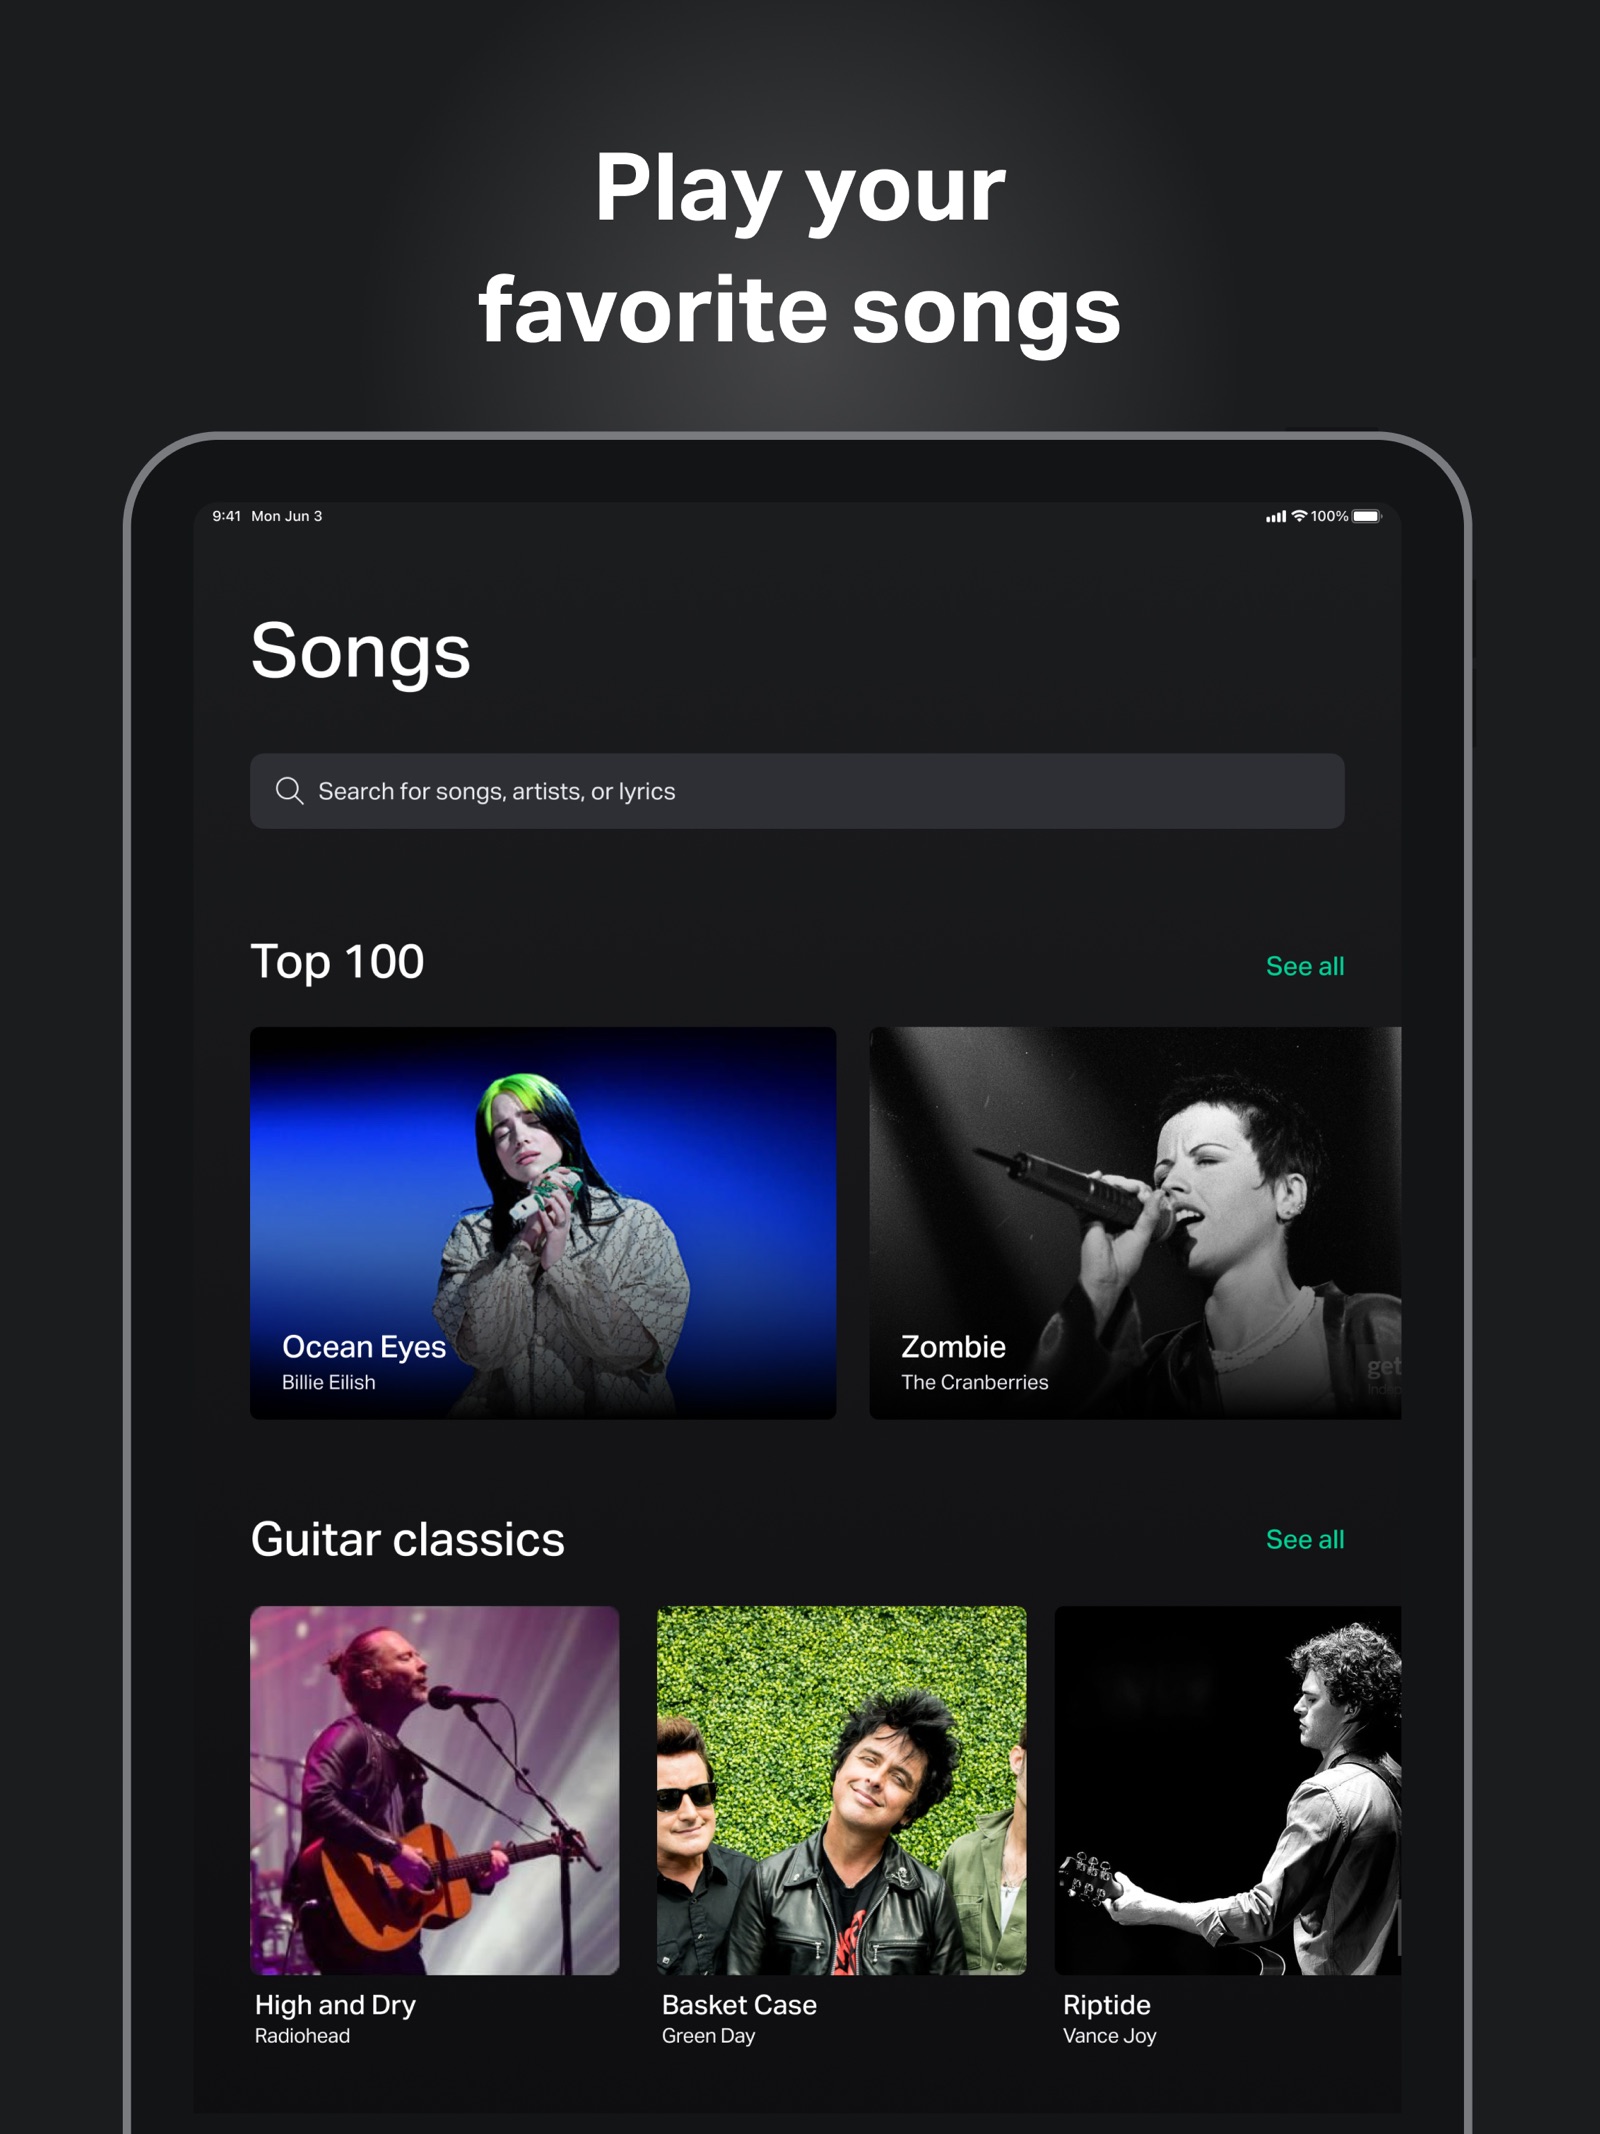 Play your
favorite songs
9:41 Mon Jun 3
100%
Songs
Search for songs, artists, or lyrics
Top 100
See all
Ocean Eyes
Billie Eilish
Zombie
The Cranberries
get
Guitar classics
See all
High and Dry
Radiohead
Basket Case
Green Day
Riptide
Vance Joy